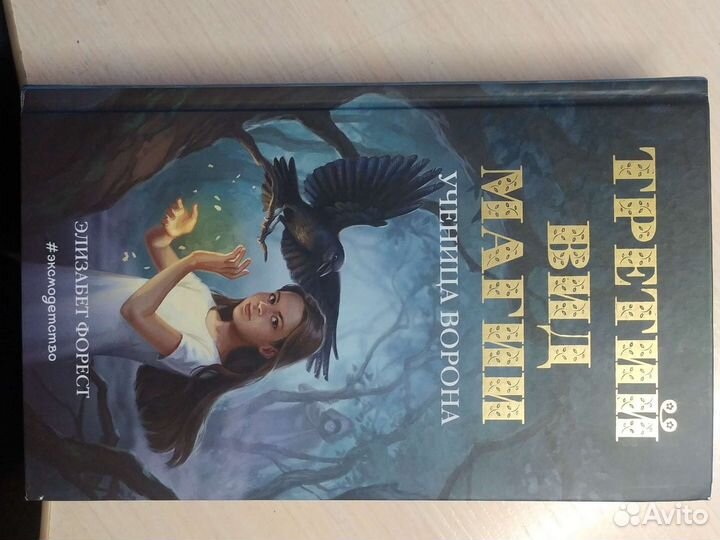 ТРЕТИЙ
ВИД
МАГИИ
УЧЕНИЦА ВОРОНА
ЭЛИЗАБЕТ ФОРЕСТ
#эксмодетство
Avito